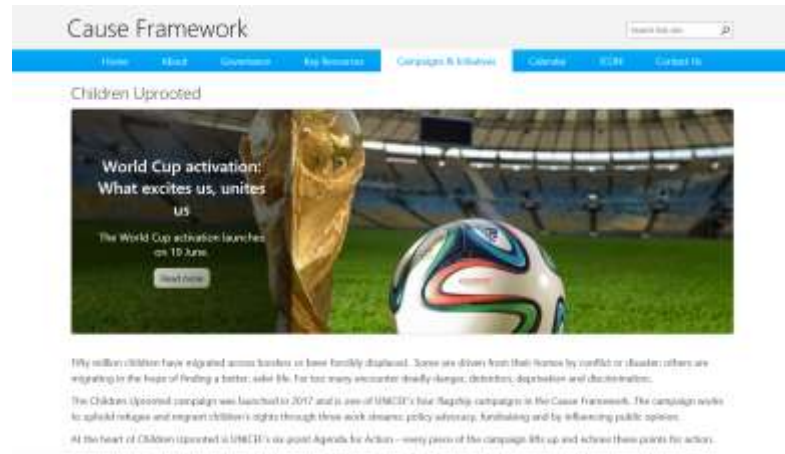 Cause Framework
Search this site
Home About Governance Key Resources Campaigns & Initiatives Calendar ICON Contact Us
Children Uprooted
World Cup activation:
What excites us, unites
us
The World Cup activation launches
on 10 June
Read more
Fifty million children have migrated across borders or been forcibly displaced. Some are driven from their homes by conflict or disaster; others are
migrating in the hope of finding a better, safer life. Far too many encounter deadly danger, detention, deprivation and discrimination.
The Children Uprooted campaign was launched in 2017 and is one of UNICEF's four flagship campaigns in the Cause Framework. The campaign works
to uphold refugee and migrant children's rights through three work streams: policy advocacy, fundraising and by influencing public opinion.
At the heart of Children Uprooted is UNICEF's six-point Agenda for Action – every piece of the campaign lifts up and echoes these points for action.